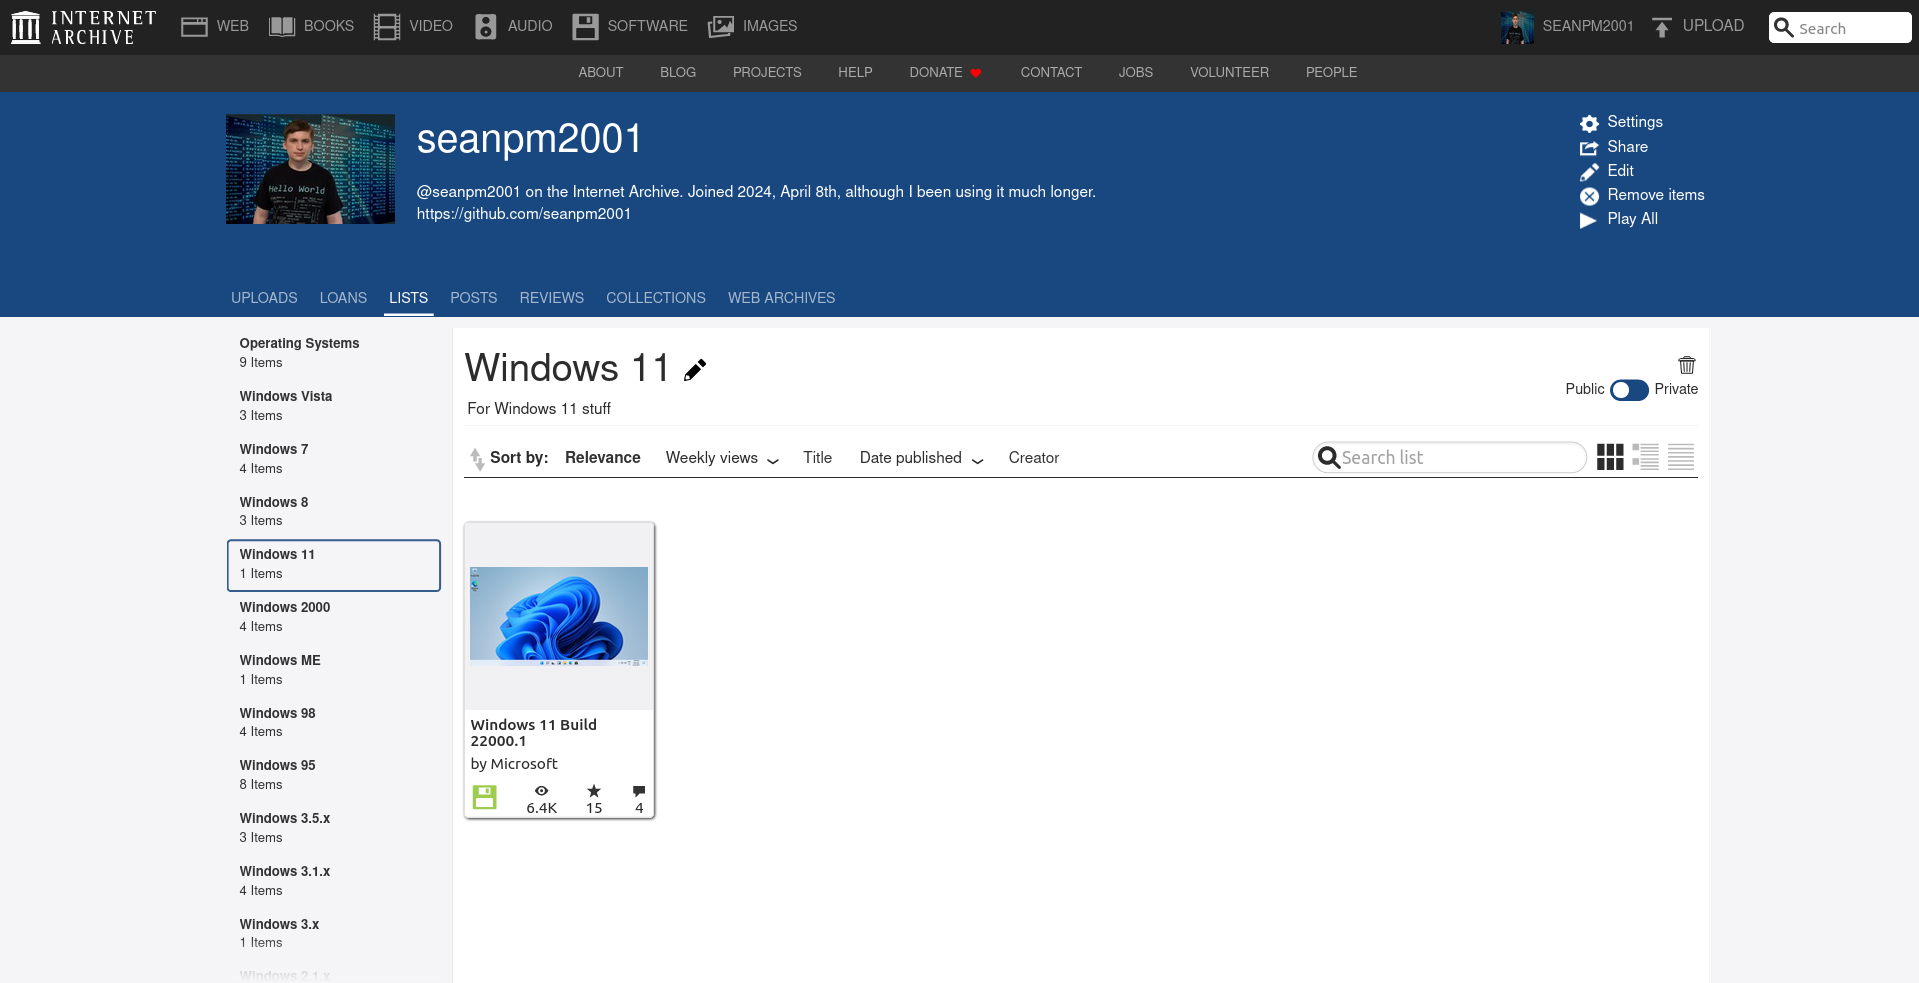 INTERNET ARCHIVE
WEB BOOKS VIDEO AUDIO SOFTWARE IMAGES SEANPM2001 UPLOAD Search
ABOUT BLOG PROJECTS HELP DONATE CONTACT JOBS VOLUNTEER PEOPLE
Hello World
seanpm2001
@seanpm2001 on the Internet Archive. Joined 2024, April 8th, although I been using it much longer.
https://github.com/seanpm2001
Settings
Share
Edit
Remove items
Play All
UPLOADS LOANS LISTS POSTS REVIEWS COLLECTIONS WEB ARCHIVES
Operating Systems
9 Items
Windows Vista
3 Items
Windows 7
4 Items
Windows 8
3 Items
Windows 11
1 Items
Windows 2000
4 Items
Windows ME
1 Items
Windows 98
4 Items
Windows 95
8 Items
Windows 3.5.x
3 Items
Windows 3.1.x
4 Items
Windows 3.x
1 Items
Windows 2.1.x
Windows 11
For Windows 11 stuff
Public Private
Sort by: Relevance Weekly views Title Date published Creator Search list
Windows 11 Build
22000.1
by Microsoft
6.4K 15 4